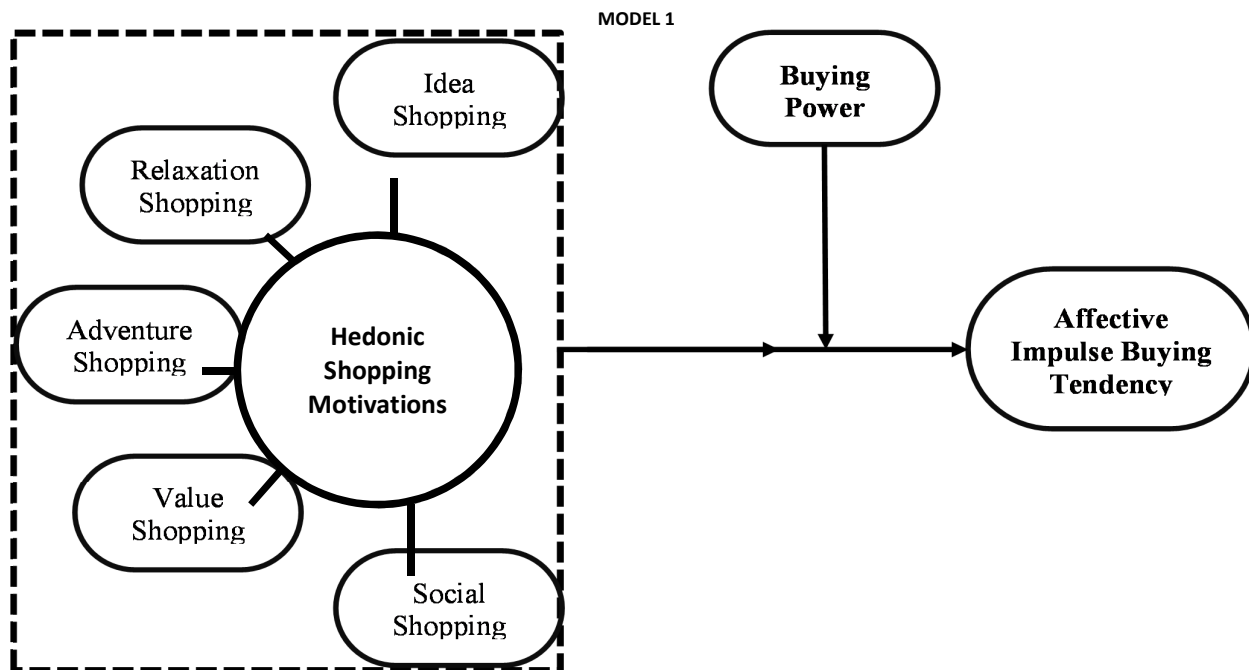 MODEL 1
Idea
Shopping
Relaxation
Shopping
Adventure
Shopping
Value
Shopping
Social
Shopping
Hedonic
Shopping
Motivations
Buying
Power
Affective
Impulse Buying
Tendency